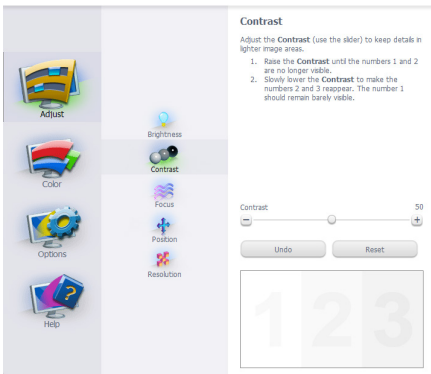 Contrast
Adjust the Contrast (use the slider) to keep details in
lighter image areas.
1. Raise the Contrast until the numbers 1 and 2
are no longer visible.
2. Slowly lower the Contrast to make the
numbers 2 and 3 reappear. The number 1
should remain barely visible.
Adjust
Color
Options
Help
Brightness
Contrast
Focus
Position
Resolution
Contrast 50
Undo Reset
1 2 3